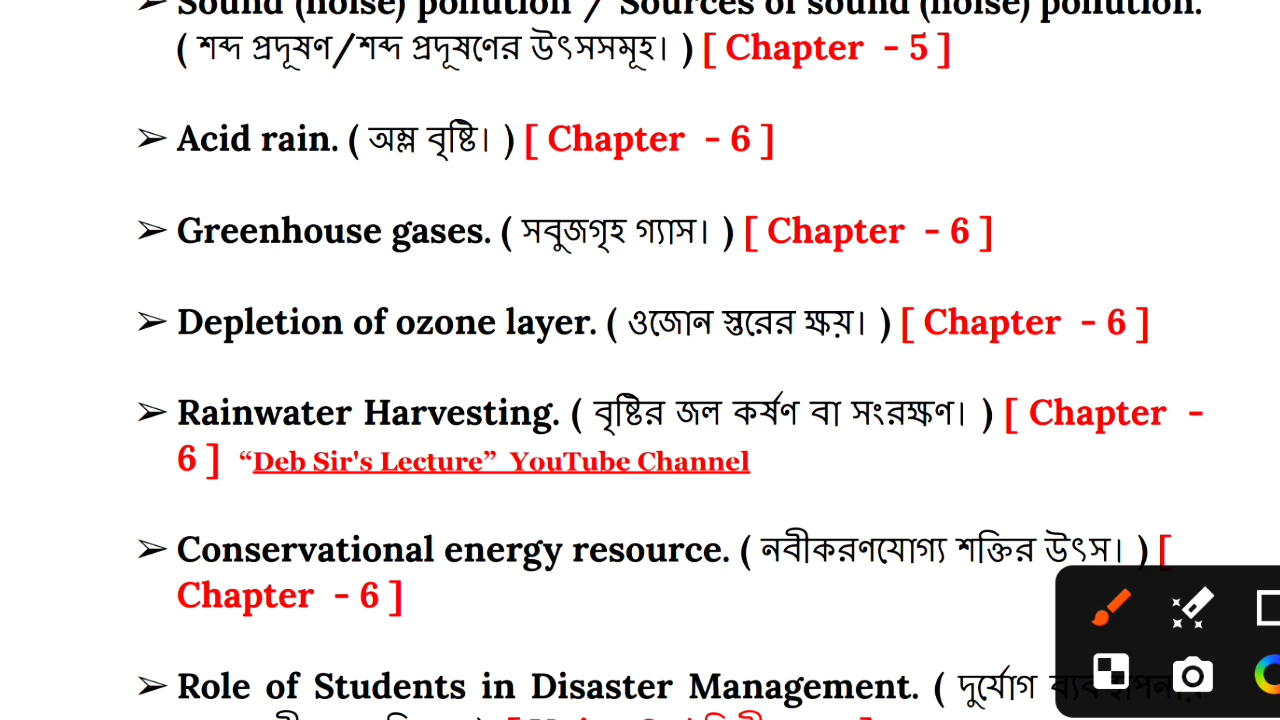 ➢ Sound (noise) pollution / Sources of sound (noise) pollution.
( শব্দ প্রদূষণ/শব্দ প্রদূষণের উৎসসমূহ। ) [ Chapter - 5 ]
➢ Acid rain. ( অম্ল বৃষ্টি। ) [ Chapter - 6 ]
➢ Greenhouse gases. ( সবুজগৃহ গ্যাস। ) [ Chapter - 6 ]
➢ Depletion of ozone layer. ( ওজোন স্তরের ক্ষয়। ) [ Chapter - 6 ]
➢ Rainwater Harvesting. ( বৃষ্টির জল কর্ষণ বা সংরক্ষণ। ) [ Chapter -
6 ] “Deb Sir's Lecture” YouTube Channel
➢ Conservational energy resource. ( নবীকরণযোগ্য শক্তির উৎস। ) [
Chapter - 6 ]
➢ Role of Students in Disaster Management. ( দুর্যোগ